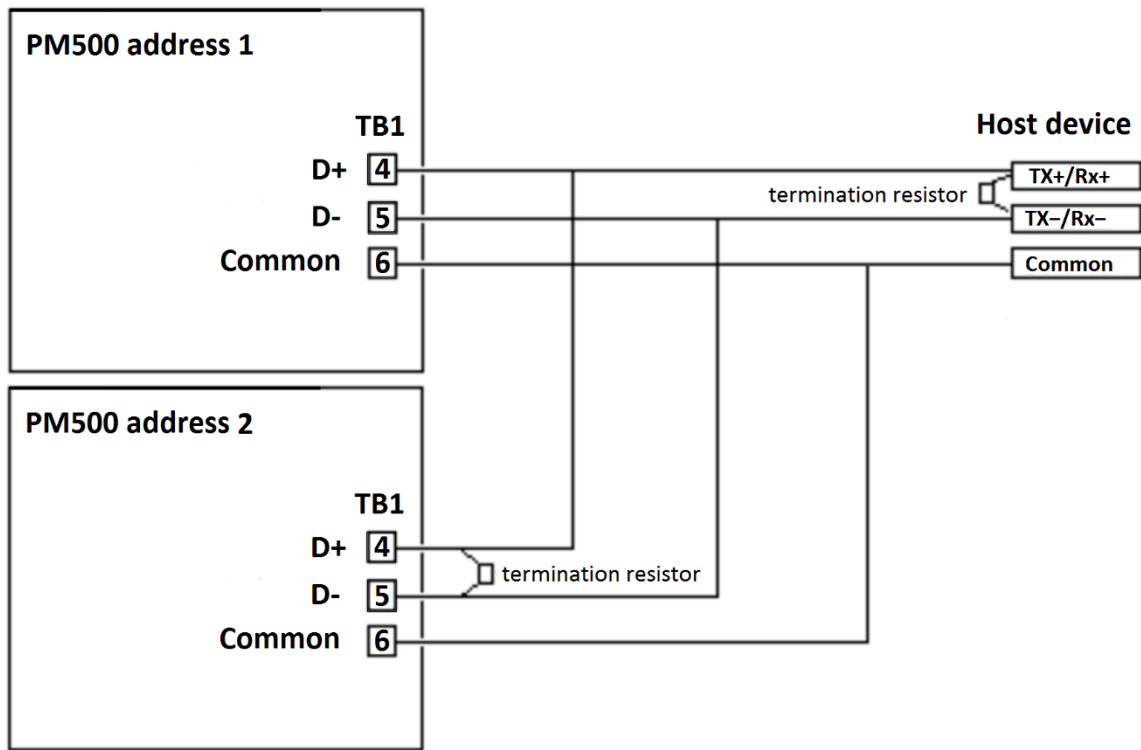 PM500 address 1
TB1
Host device
D+ 4
TX+/Rx+
termination resistor
D- 5
TX−/Rx−
Common 6
Common
PM500 address 2
TB1
D+ 4
termination resistor
D- 5
Common 6